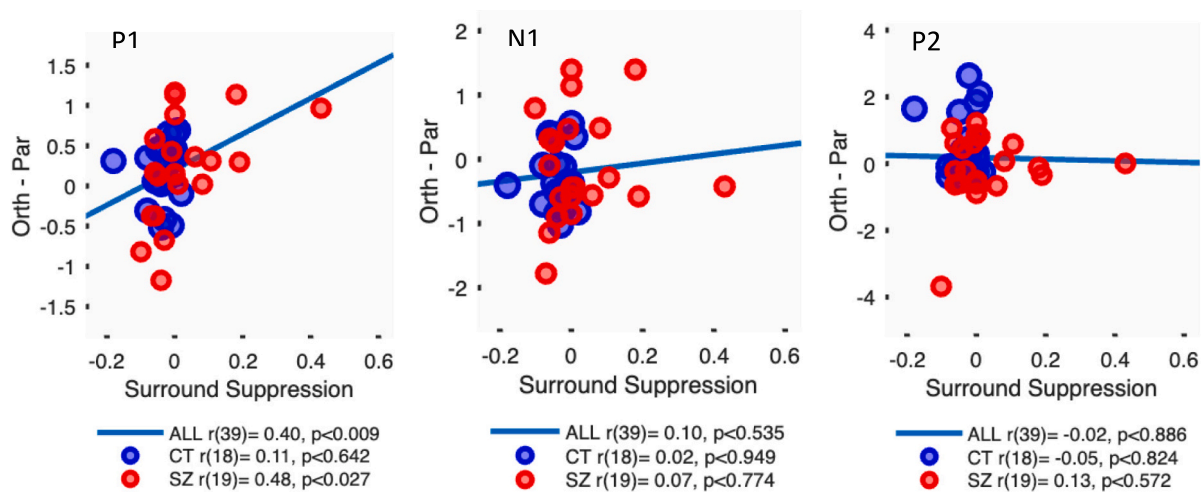 P1
1.5
1
0.5
0
-0.5
-1
-1.5
Orth - Par
-0.2 0 0.2 0.4 0.6
Surround Suppression
ALL r(39)= 0.40, p<0.009
CT r(18)= 0.11, p<0.642
SZ r(19)= 0.48, p<0.027
N1
2
1
0
-1
-2
Orth - Par
-0.2 0 0.2 0.4 0.6
Surround Suppression
ALL r(39)= 0.10, p<0.535
CT r(18)= 0.02, p<0.949
SZ r(19)= 0.07, p<0.774
P2
4
2
0
-2
-4
Orth - Par
-0.2 0 0.2 0.4 0.6
Surround Suppression
ALL r(39)= -0.02, p<0.886
CT r(18)= -0.05, p<0.824
SZ r(19)= 0.13, p<0.572